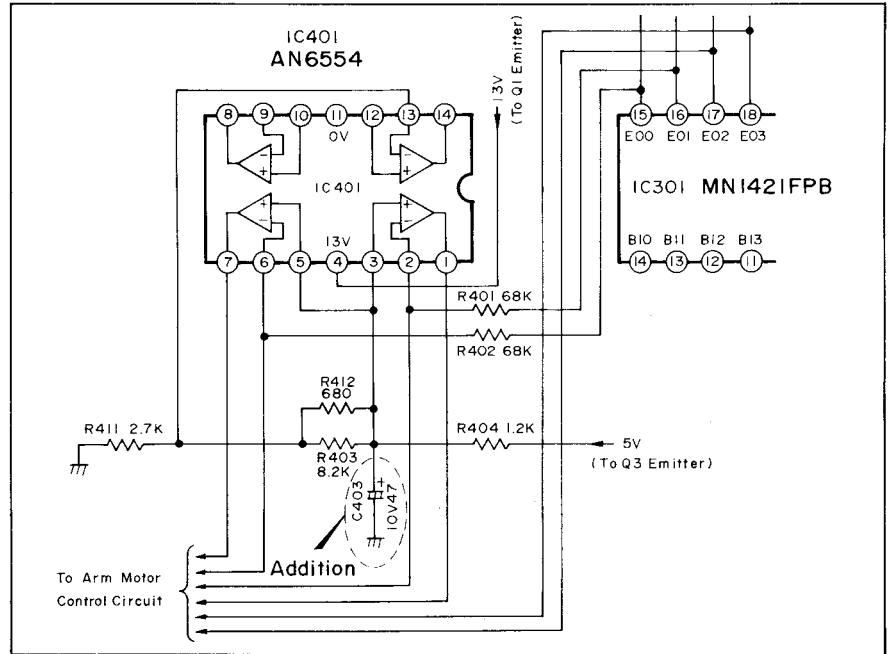 IC401
AN6554
13V
(To Q1 Emitter)
8 9 10 11 12 13 14
0V
15 16 17 18
E00 E01 E02 E03
IC401
IC301 MN1421FPB
13V
B10 B11 B12 B13
7 6 5 4 3 2 1
14 13 12 11
R401 68K
R402 68K
R412
680
R411 2.7K
R404 1.2K
5V
R403
8.2K
(To Q3 Emitter)
C403
10V47
+
Addition
To Arm Motor
Control Circuit